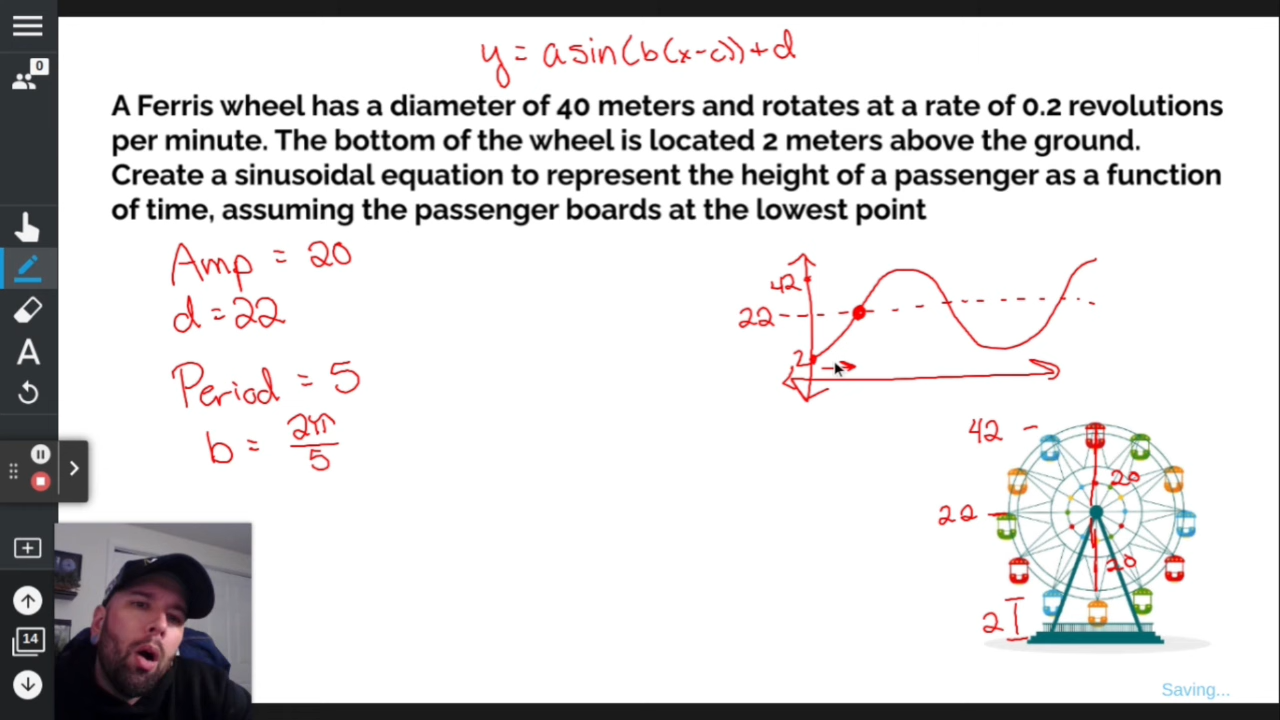 0
y = a sin(b(x-c)) + d
A Ferris wheel has a diameter of 40 meters and rotates at a rate of 0.2 revolutions
per minute. The bottom of the wheel is located 2 meters above the ground.
Create a sinusoidal equation to represent the height of a passenger as a function
of time, assuming the passenger boards at the lowest point
Amp = 20
d = 22
Period = 5
b = 2π/5
42
22
2
42
20
22
20
2
A
14
Saving...